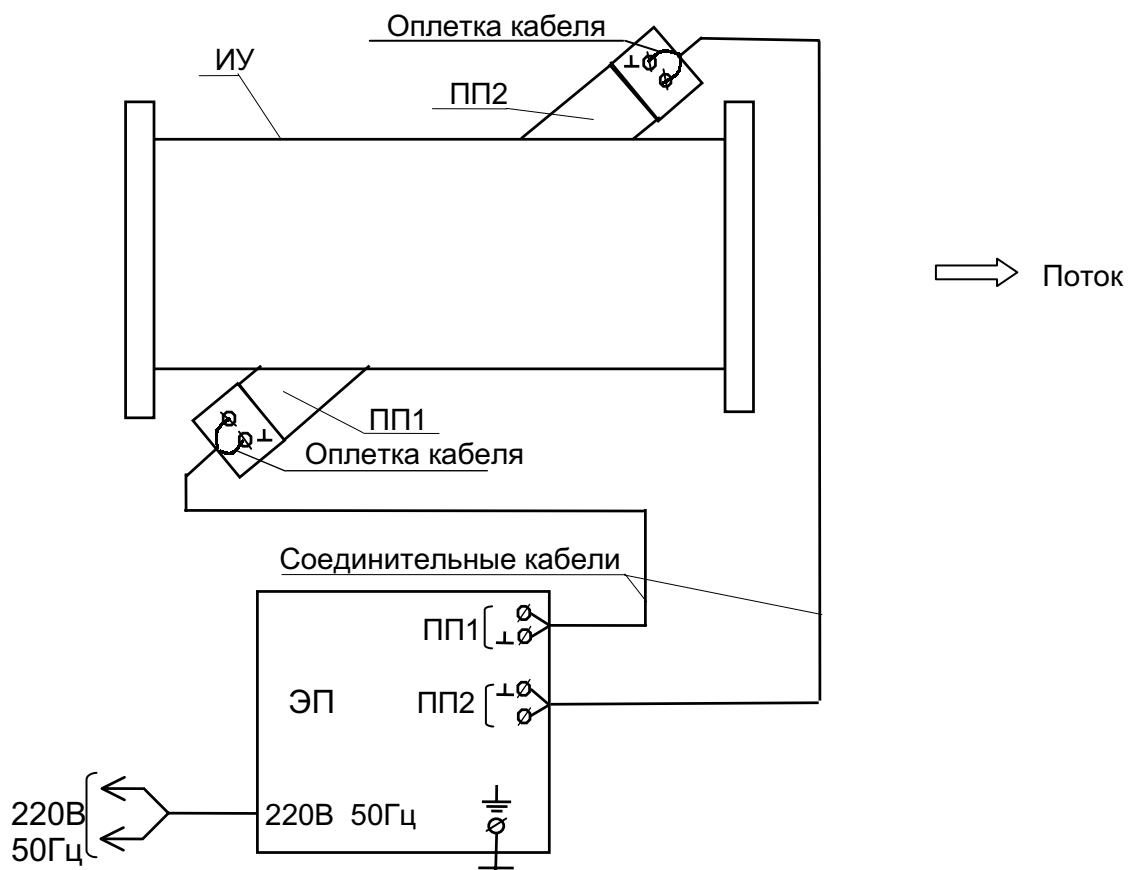 Оплетка кабеля
ИУ
ПП2
Поток
ПП1
Оплетка кабеля
Соединительные кабели
ПП1
ЭП
ПП2
220В
50Гц
220В 50Гц